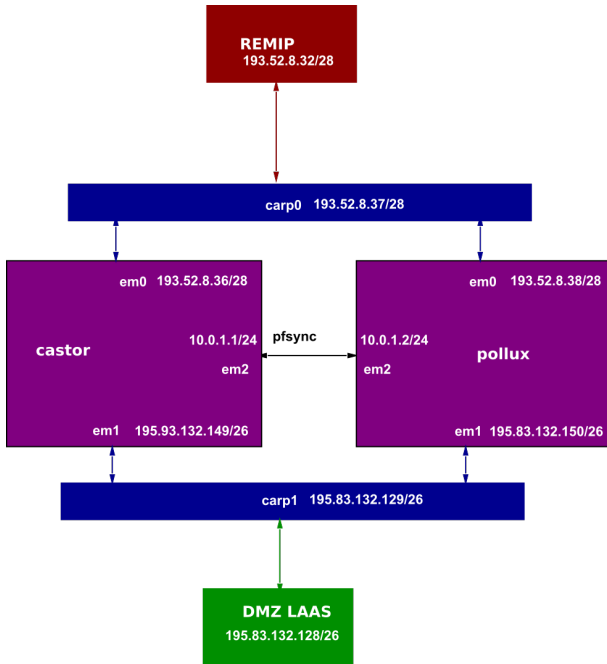 REMIP
193.52.8.32/28
carp0 193.52.8.37/28
em0 193.52.8.36/28
em0 193.52.8.38/28
10.0.1.1/24
pfsync
10.0.1.2/24
castor
em2
em2
pollux
em1 195.93.132.149/26
em1 195.83.132.150/26
carp1 195.83.132.129/26
DMZ LAAS
195.83.132.128/26